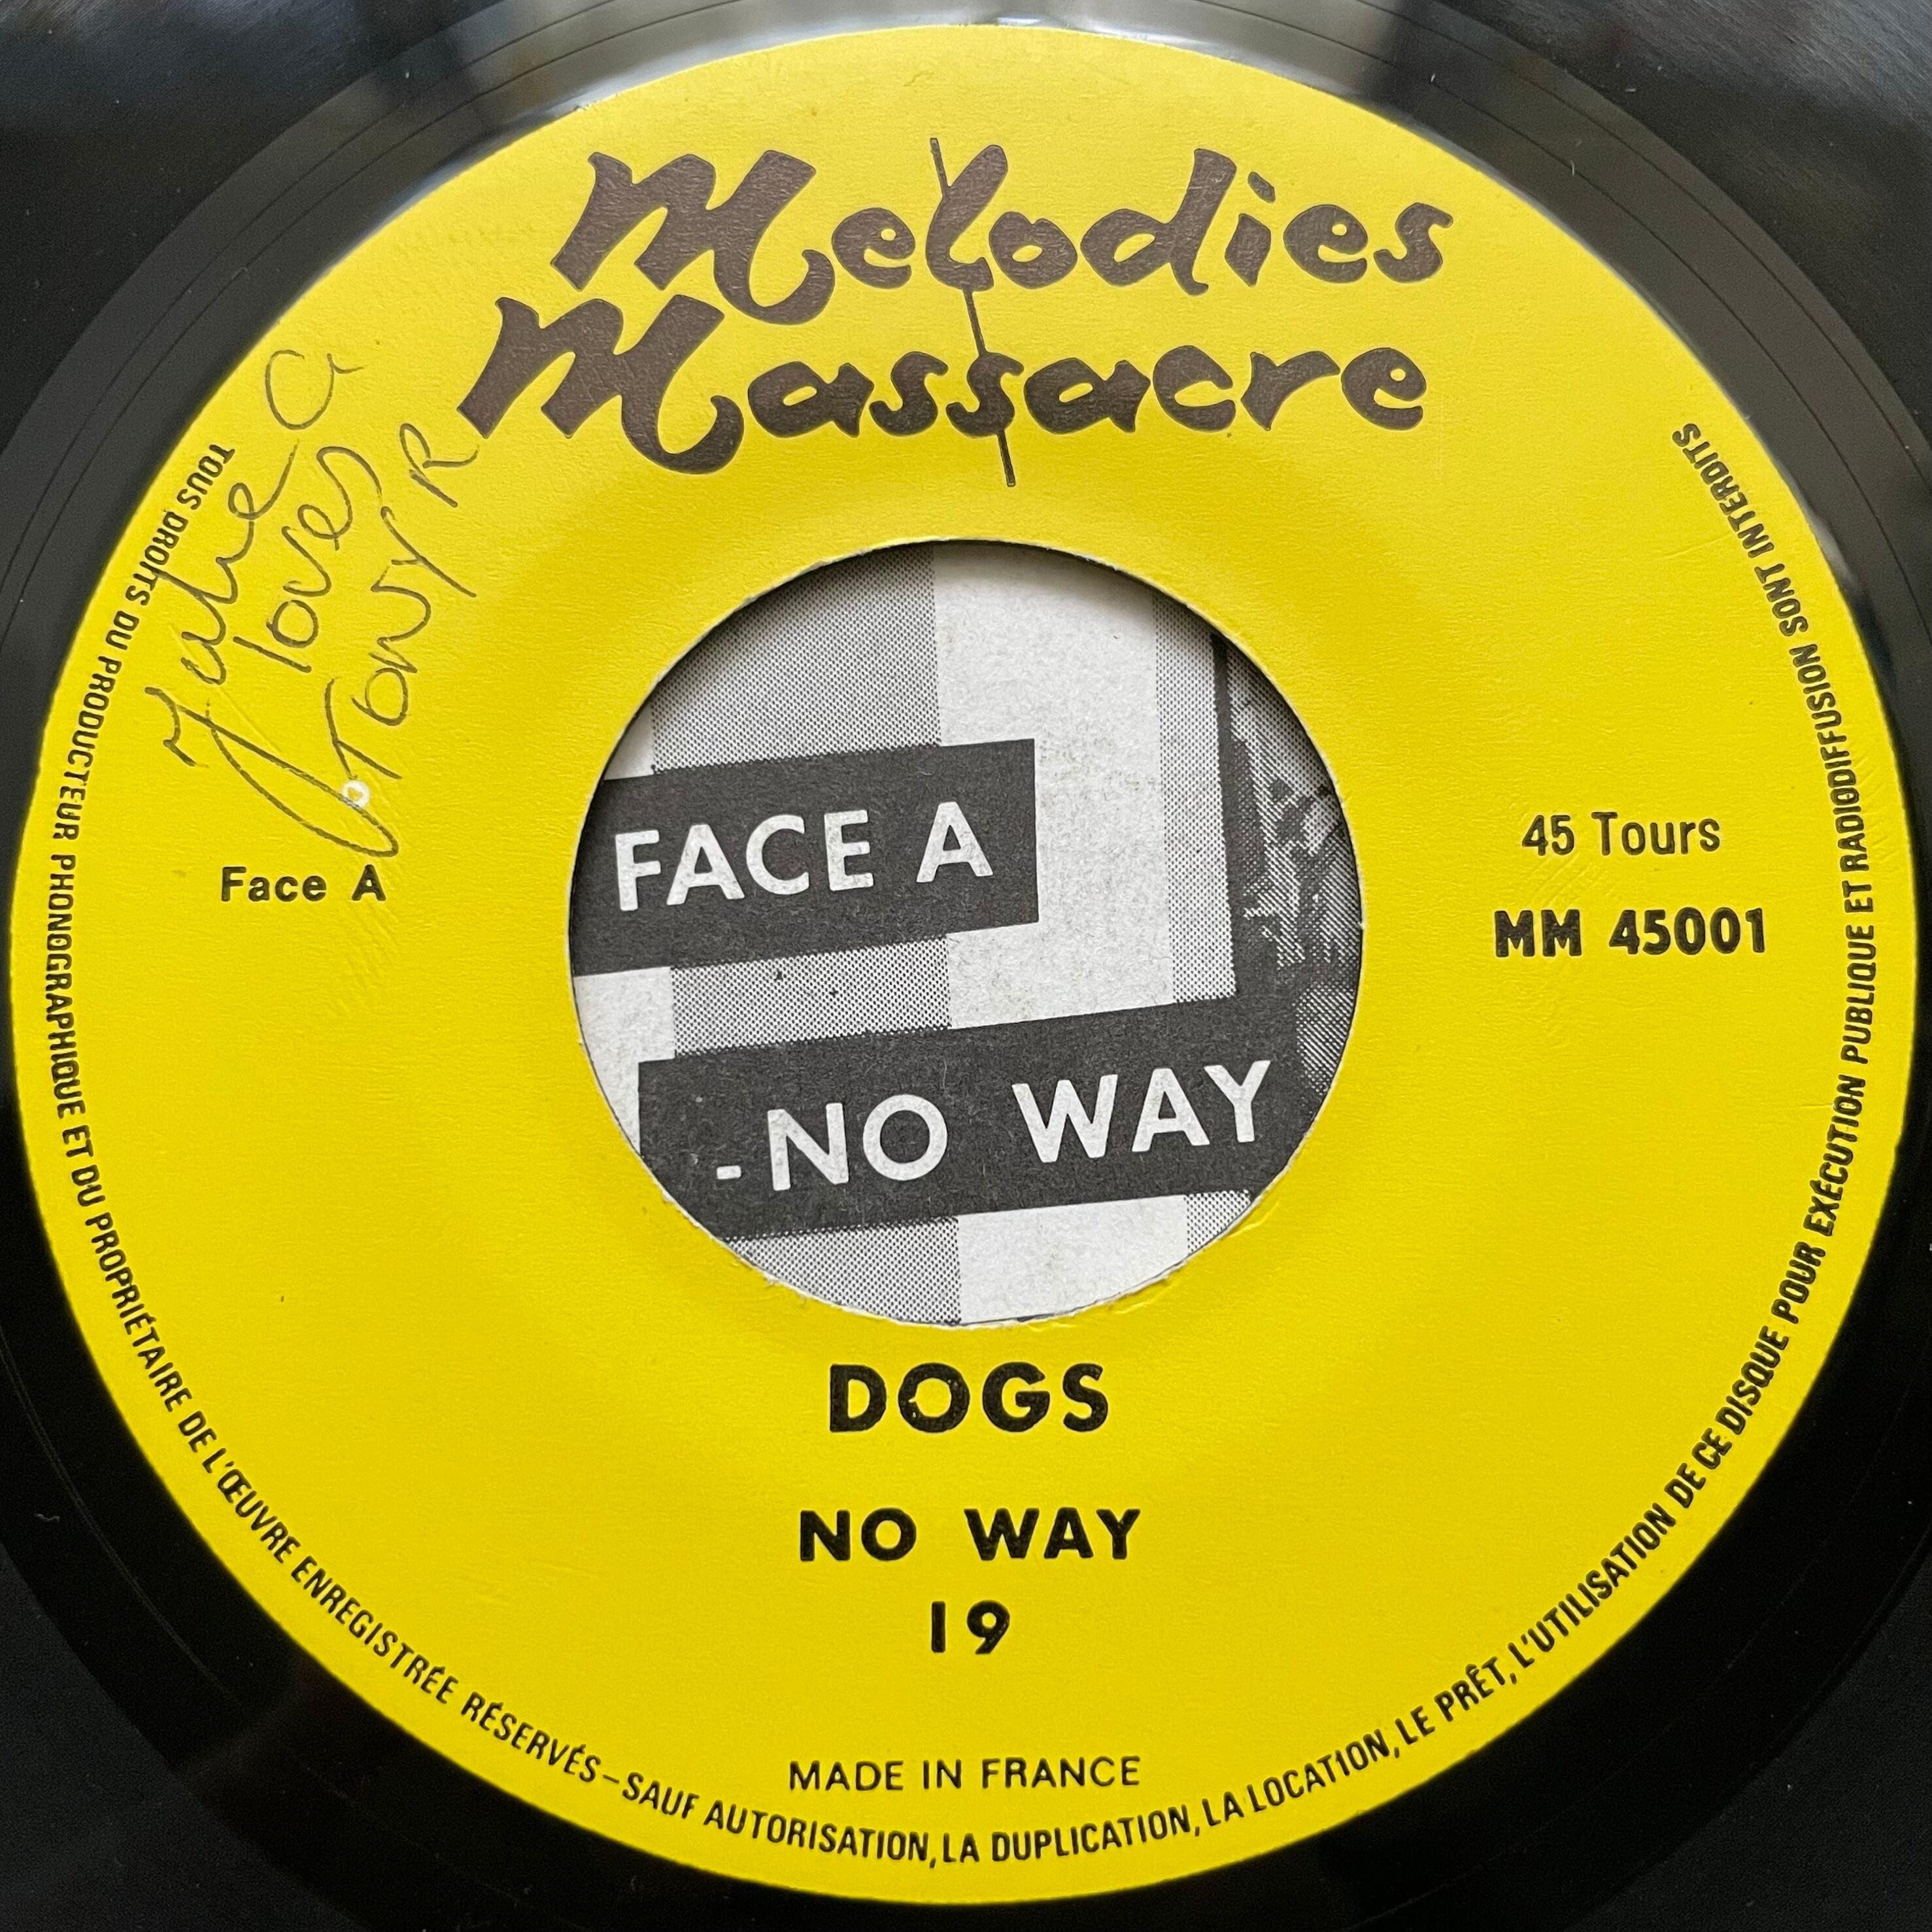 Melodies
Massacre
Julie A
loves
TONY R
Face A
45 Tours
MM 45001
FACE A
-NO WAY
DOGS
NO WAY
19
MADE IN FRANCE
TOUS DROITS DU PRODUCTEUR PHONOGRAPHIQUE ET DU PROPRIÉTAIRE DE L'ŒUVRE ENREGISTRÉE RÉSERVÉS–SAUF AUTORISATION, LA DUPLICATION, LA LOCATION, LE PRÊT, L'UTILISATION DE CE DISQUE POUR EXÉCUTION PUBLIQUE ET RADIODIFFUSION SONT INTERDITS